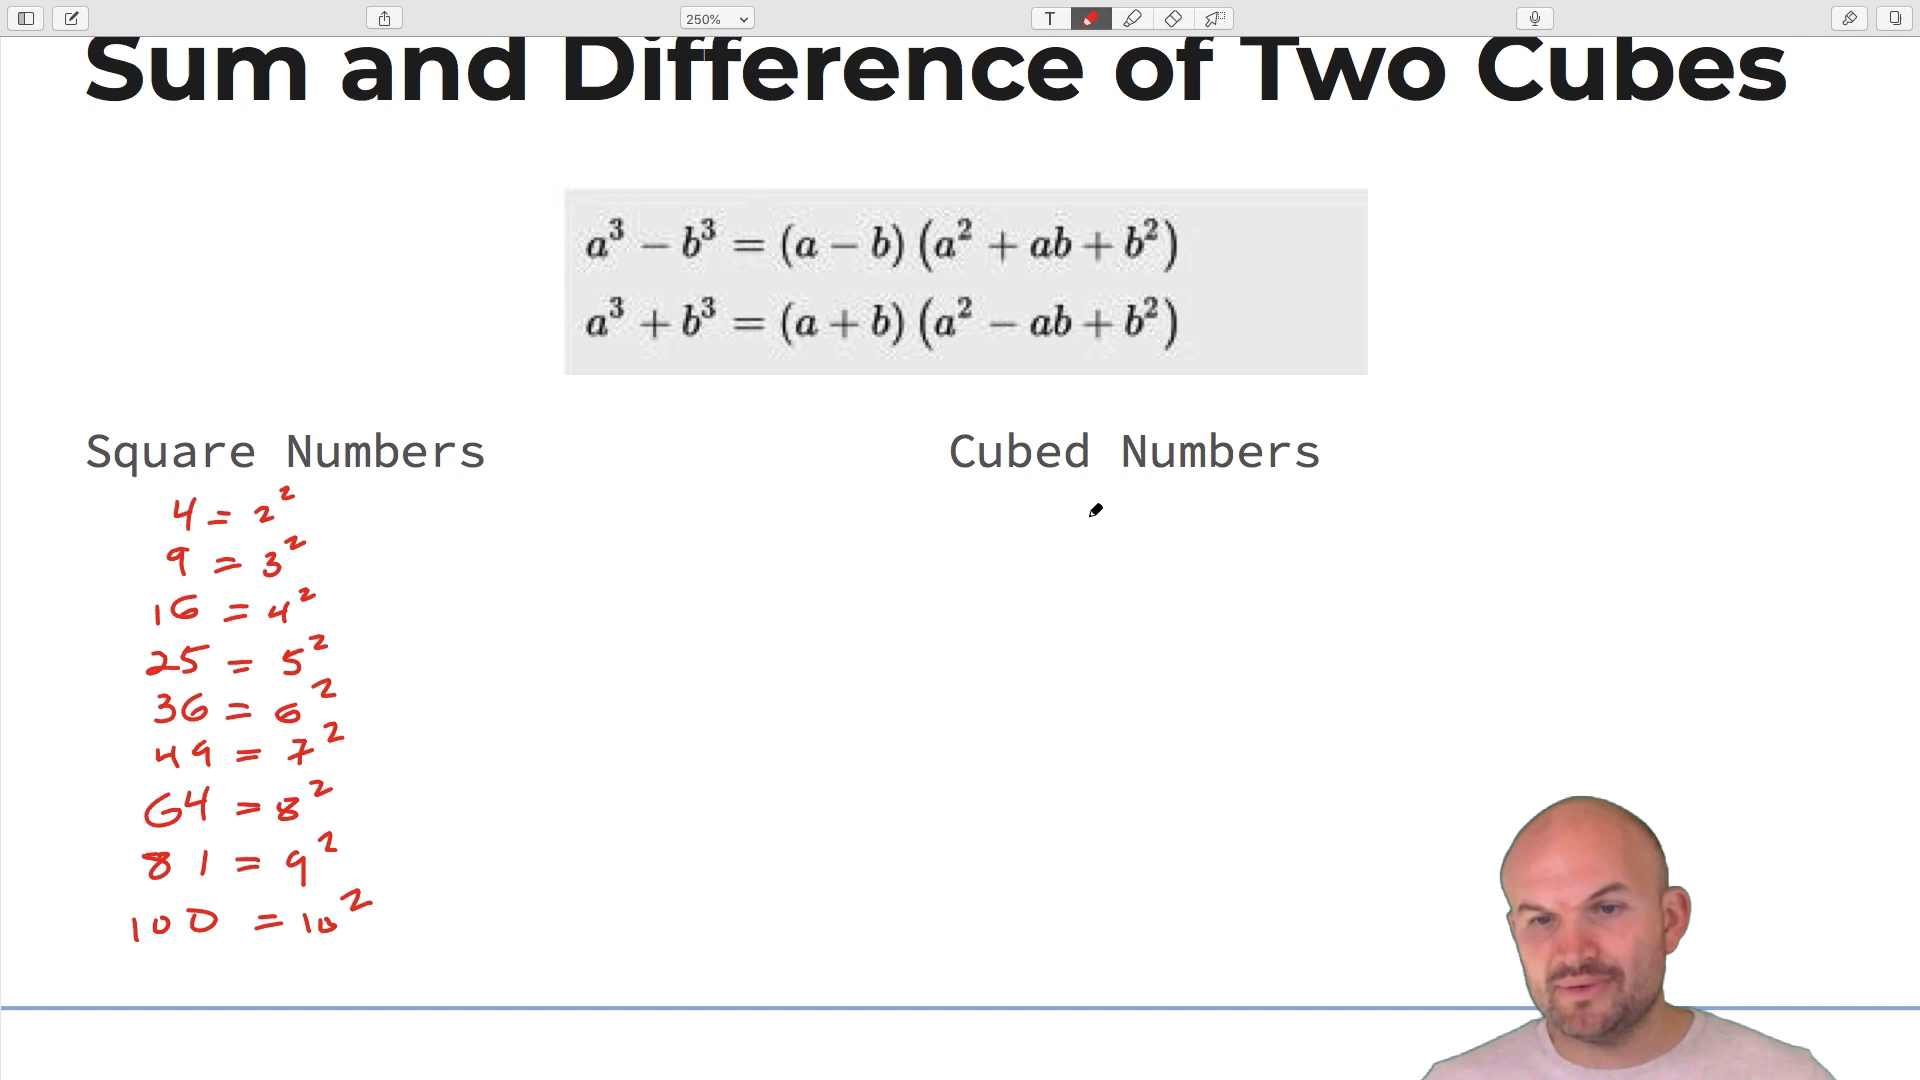 250%
T
Sum and Difference of Two Cubes
a³ − b³ = (a − b) (a² + ab + b²)
a³ + b³ = (a + b) (a² − ab + b²)
Square Numbers
4 = 2²
9 = 3²
16 = 4²
25 = 5²
36 = 6²
49 = 7²
64 = 8²
81 = 9²
100 = 10²
Cubed Numbers